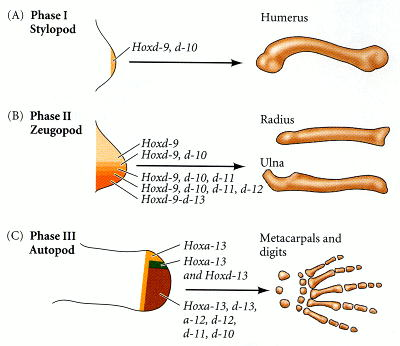 (A) Phase I
Stylopod
Hoxd-9, d-10
Humerus
(B) Phase II
Zeugopod
Hoxd-9
Hoxd-9, d-10
Hoxd-9, d-10, d-11
Hoxd-9, d-10, d-11, d-12
Hoxd-9-d-13
Radius
Ulna
(C) Phase III
Autopod
Hoxa-13
Hoxa-13
and Hoxd-13
Hoxa-13, d-13,
a-12, d-12,
d-11, d-10
Metacarpals and
digits